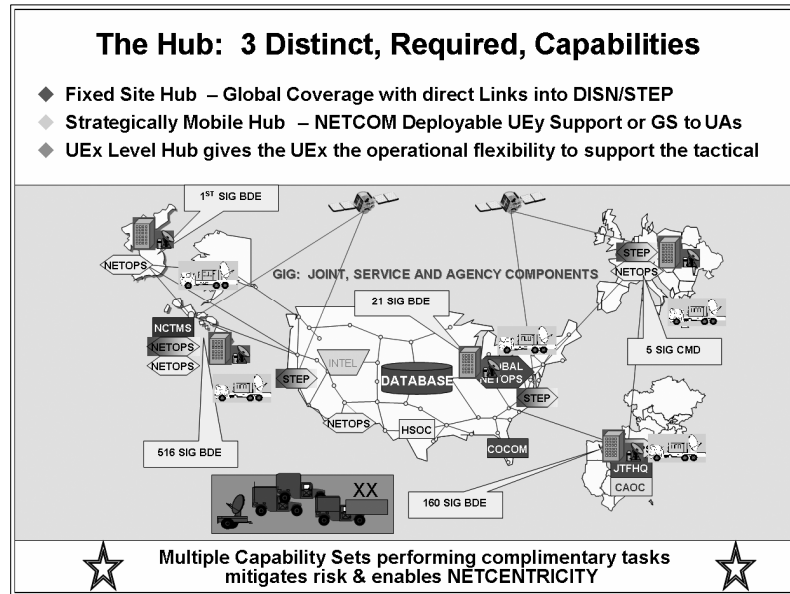 The Hub: 3 Distinct, Required, Capabilities
Fixed Site Hub – Global Coverage with direct Links into DISN/STEP
Strategically Mobile Hub – NETCOM Deployable UEy Support or GS to UAs
UEx Level Hub gives the UEx the operational flexibility to support the tactical
1ST SIG BDE
NETOPS
STEP
NETOPS
GIG: JOINT, SERVICE AND AGENCY COMPONENTS
21 SIG BDE
NCTMS
NETOPS
NETOPS
5 SIG CMD
INTEL
DATABASE
NETOPS
STEP
STEP
NETOPS
HSOC
COCOM
516 SIG BDE
JTFHQ
CAOC
XX
160 SIG BDE
Multiple Capability Sets performing complimentary tasks
mitigates risk & enables NETCENTRICITY